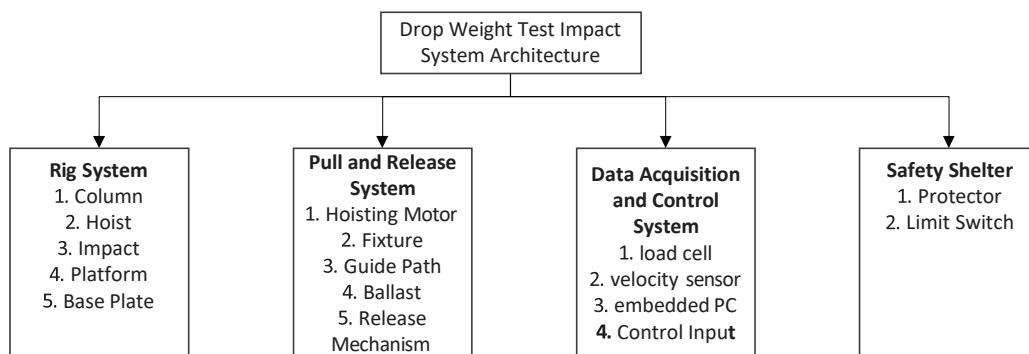 Drop Weight Test Impact
System Architecture
Rig System
1. Column
2. Hoist
3. Impact
4. Platform
5. Base Plate
Pull and Release
System
1. Hoisting Motor
2. Fixture
3. Guide Path
4. Ballast
5. Release
Mechanism
Data Acquisition
and Control
System
1. load cell
2. velocity sensor
3. embedded PC
4. Control Input
Safety Shelter
1. Protector
2. Limit Switch